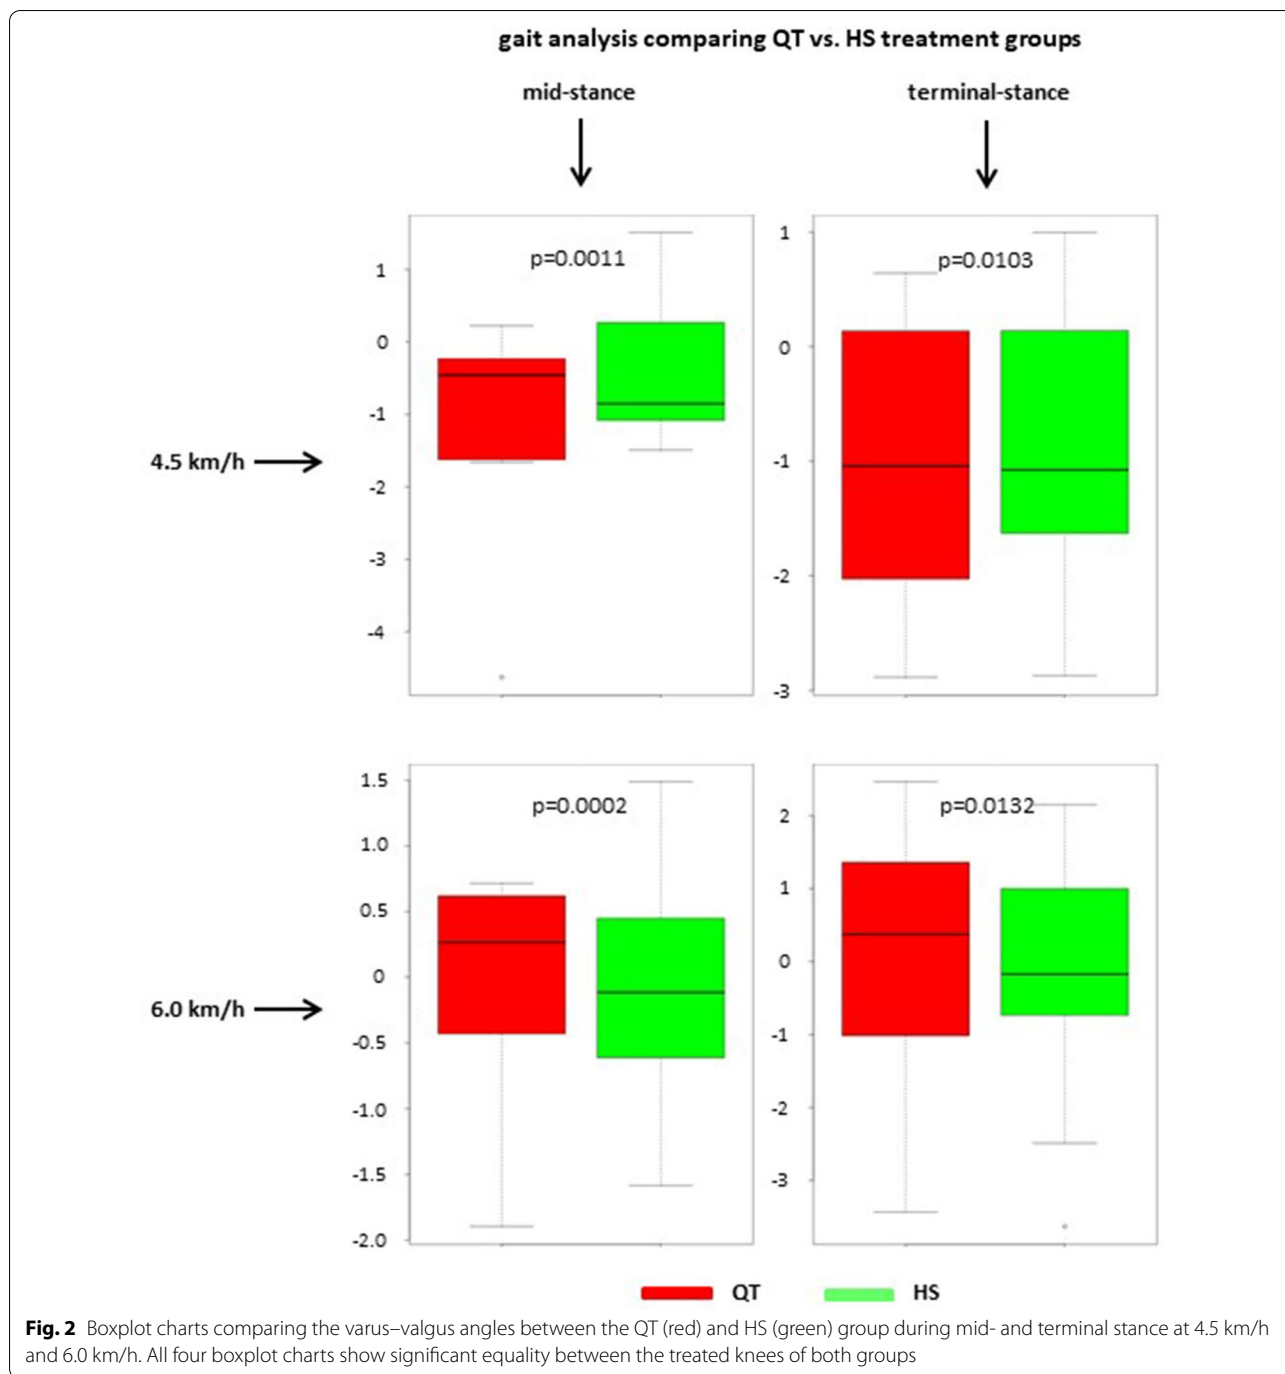 gait analysis comparing QT vs. HS treatment groups
mid-stance
terminal-stance
4.5 km/h
p=0.0011
1
0
-1
-2
-3
-4
p=0.0103
1
0
-1
-2
-3
6.0 km/h
p=0.0002
1.5
1.0
0.5
0
-0.5
-1.0
-1.5
-2.0
p=0.0132
2
1
0
-1
-2
-3
QT
HS
Fig. 2 Boxplot charts comparing the varus–valgus angles between the QT (red) and HS (green) group during mid- and terminal stance at 4.5 km/h
and 6.0 km/h. All four boxplot charts show significant equality between the treated knees of both groups